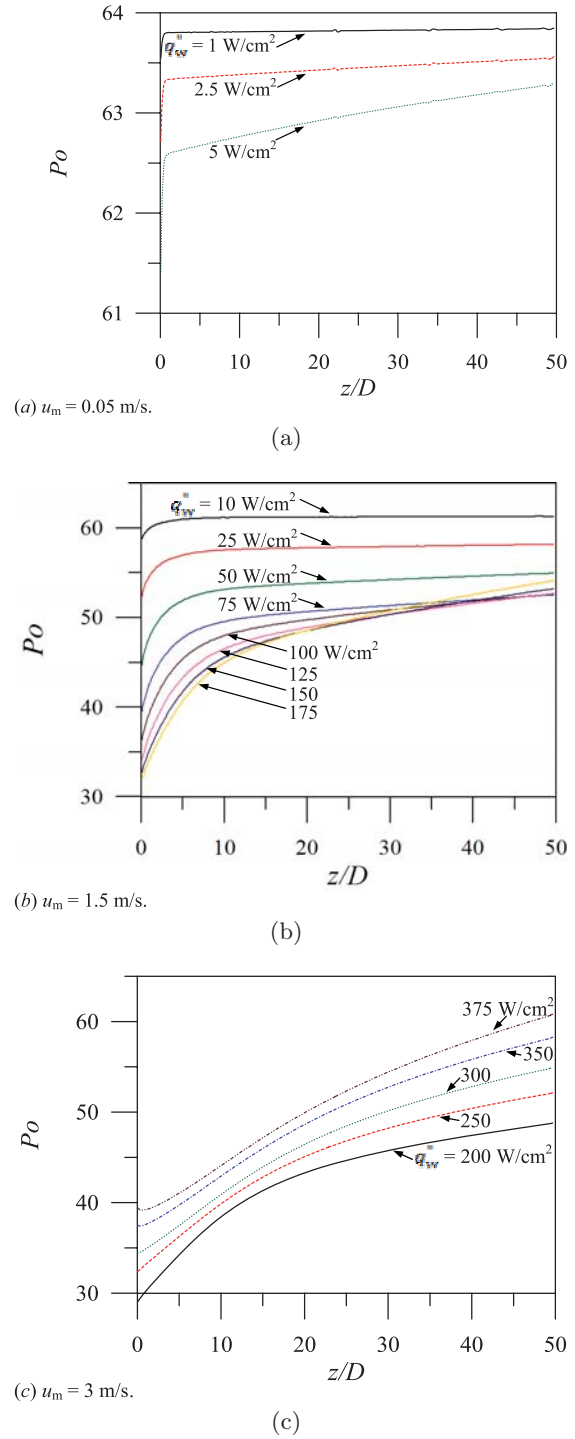 64
63
62
61
Po
q"w = 1 W/cm²
2.5 W/cm²
5 W/cm²
0 10 20 30 40 50
z/D
(a) um = 0.05 m/s.
(a)
60
50
40
30
Po
q"w = 10 W/cm²
25 W/cm²
50 W/cm²
75 W/cm²
100 W/cm²
125
150
175
0 10 20 30 40 50
z/D
(b) um = 1.5 m/s.
(b)
60
50
40
30
Po
375 W/cm²
350
300
250
q"w = 200 W/cm²
0 10 20 30 40 50
z/D
(c) um = 3 m/s.
(c)